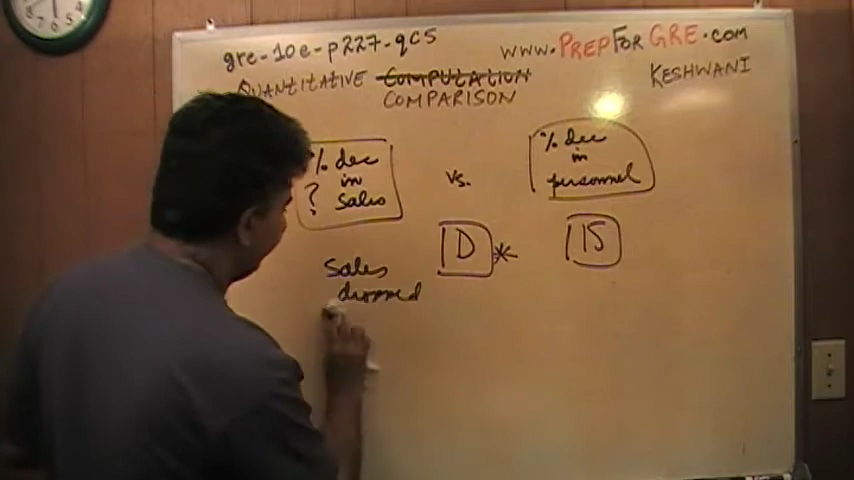 gre-10e-p227-qc5
www.PREPFORGRE.com
QUANTITATIVE COMPUTATION
COMPARISON
KESHWANI
% dec
in
? Sales
vs.
% dec
in
personnel
D
15
Sales
dropped